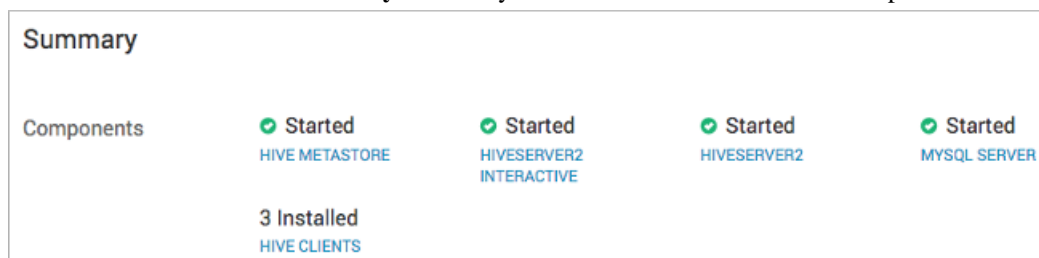 Summary
Components
Started
HIVE METASTORE
Started
HIVESERVER2
INTERACTIVE
Started
HIVESERVER2
Started
MYSQL SERVER
3 Installed
HIVE CLIENTS